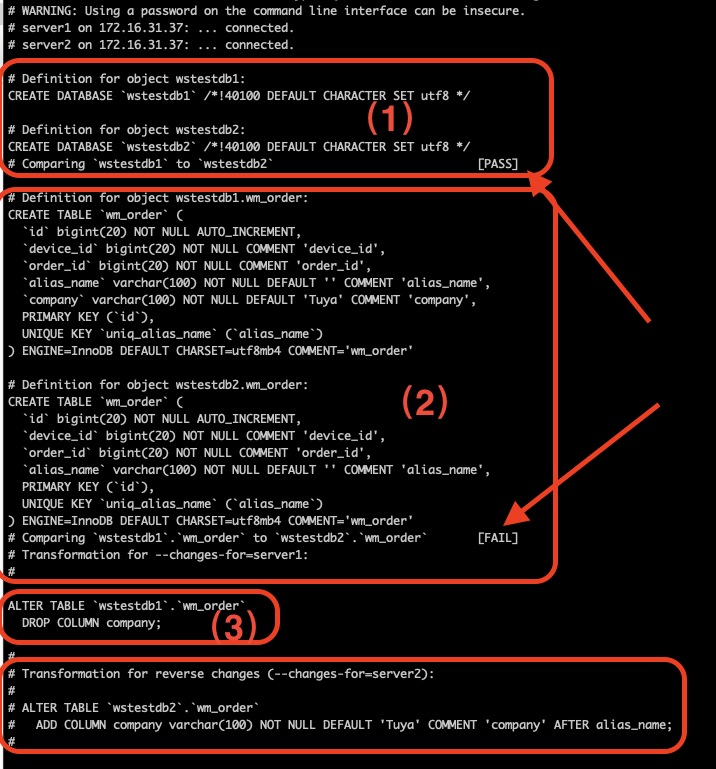 # WARNING: Using a password on the command line interface can be insecure.
# server1 on 172.16.31.37: ... connected.
# server2 on 172.16.31.37: ... connected.
# Definition for object wstestdb1:
CREATE DATABASE `wstestdb1` /*!40100 DEFAULT CHARACTER SET utf8 */
(1)
# Definition for object wstestdb2:
CREATE DATABASE `wstestdb2` /*!40100 DEFAULT CHARACTER SET utf8 */
# Comparing `wstestdb1` to `wstestdb2` [PASS]
# Definition for object wstestdb1.wm_order:
CREATE TABLE `wm_order` (
`id` bigint(20) NOT NULL AUTO_INCREMENT,
`device_id` bigint(20) NOT NULL COMMENT 'device_id',
`order_id` bigint(20) NOT NULL COMMENT 'order_id',
`alias_name` varchar(100) NOT NULL DEFAULT '' COMMENT 'alias_name',
`company` varchar(100) NOT NULL DEFAULT 'Tuya' COMMENT 'company',
PRIMARY KEY (`id`),
UNIQUE KEY `uniq_alias_name` (`alias_name`)
) ENGINE=InnoDB DEFAULT CHARSET=utf8mb4 COMMENT='wm_order'
# Definition for object wstestdb2.wm_order:
CREATE TABLE `wm_order` (
(2)
`id` bigint(20) NOT NULL AUTO_INCREMENT,
`device_id` bigint(20) NOT NULL COMMENT 'device_id',
`order_id` bigint(20) NOT NULL COMMENT 'order_id',
`alias_name` varchar(100) NOT NULL DEFAULT '' COMMENT 'alias_name',
PRIMARY KEY (`id`),
UNIQUE KEY `uniq_alias_name` (`alias_name`)
) ENGINE=InnoDB DEFAULT CHARSET=utf8mb4 COMMENT='wm_order'
# Comparing `wstestdb1`.`wm_order` to `wstestdb2`.`wm_order` [FAIL]
# Transformation for --changes-for=server1:
#
ALTER TABLE `wstestdb1`.`wm_order`
DROP COLUMN company;
(3)
#
# Transformation for reverse changes (--changes-for=server2):
#
# ALTER TABLE `wstestdb2`.`wm_order`
# ADD COLUMN company varchar(100) NOT NULL DEFAULT 'Tuya' COMMENT 'company' AFTER alias_name;
#